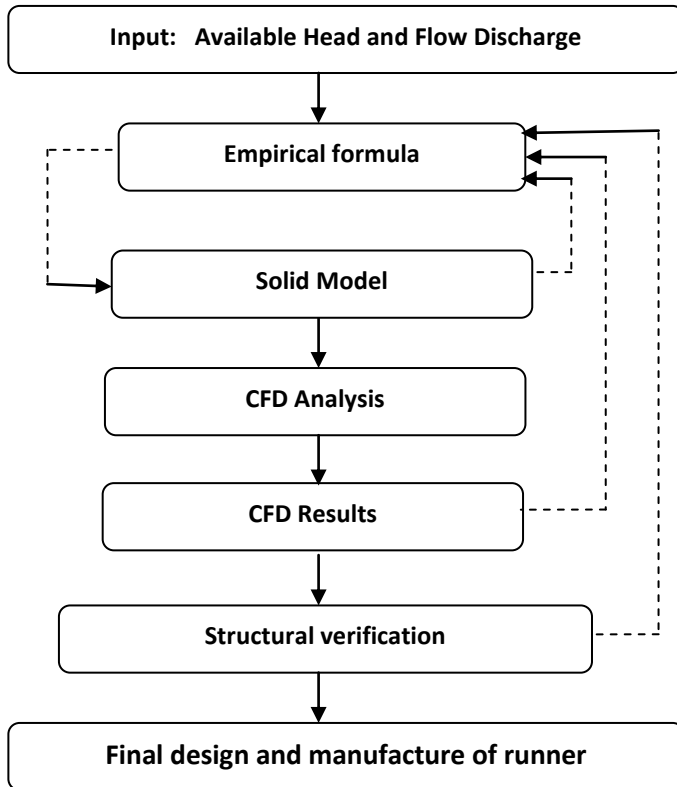 Input: Available Head and Flow Discharge
Empirical formula
Solid Model
CFD Analysis
CFD Results
Structural verification
Final design and manufacture of runner